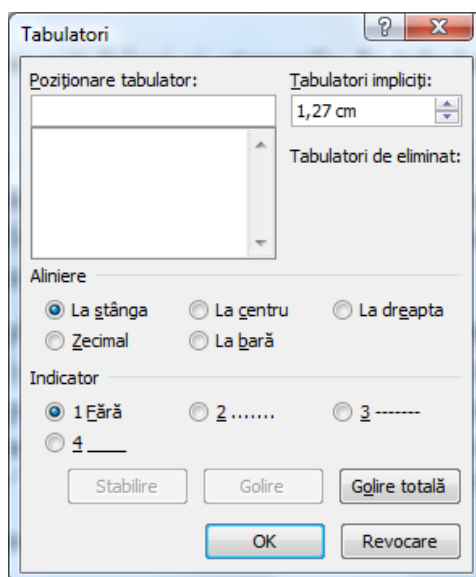 Tabulatori
Poziționare tabulator: Tabulatori impliciți:
1,27 cm
Tabulatori de eliminat:
Aliniere
La stânga La centru La dreapta
Zecimal La bară
Indicator
1 Fără 2 ....... 3 -------
4 ____
Stabilire Golire Golire totală
OK Revocare